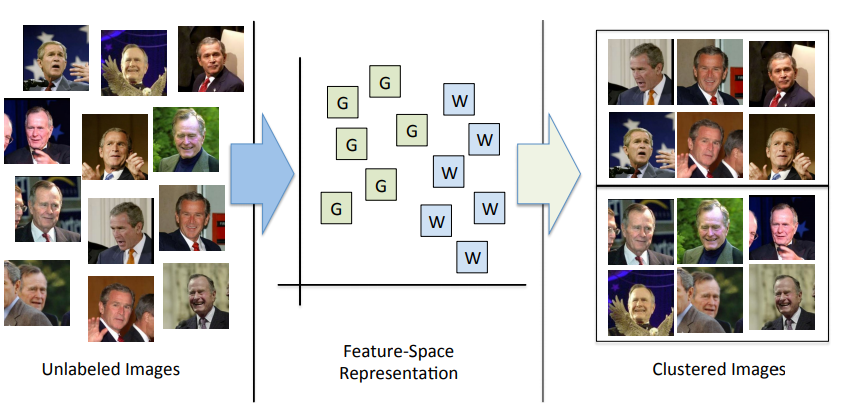 G
G
W
G
G
W
W
G
G
W
W
W
Unlabeled Images
Feature-Space
Representation
Clustered Images